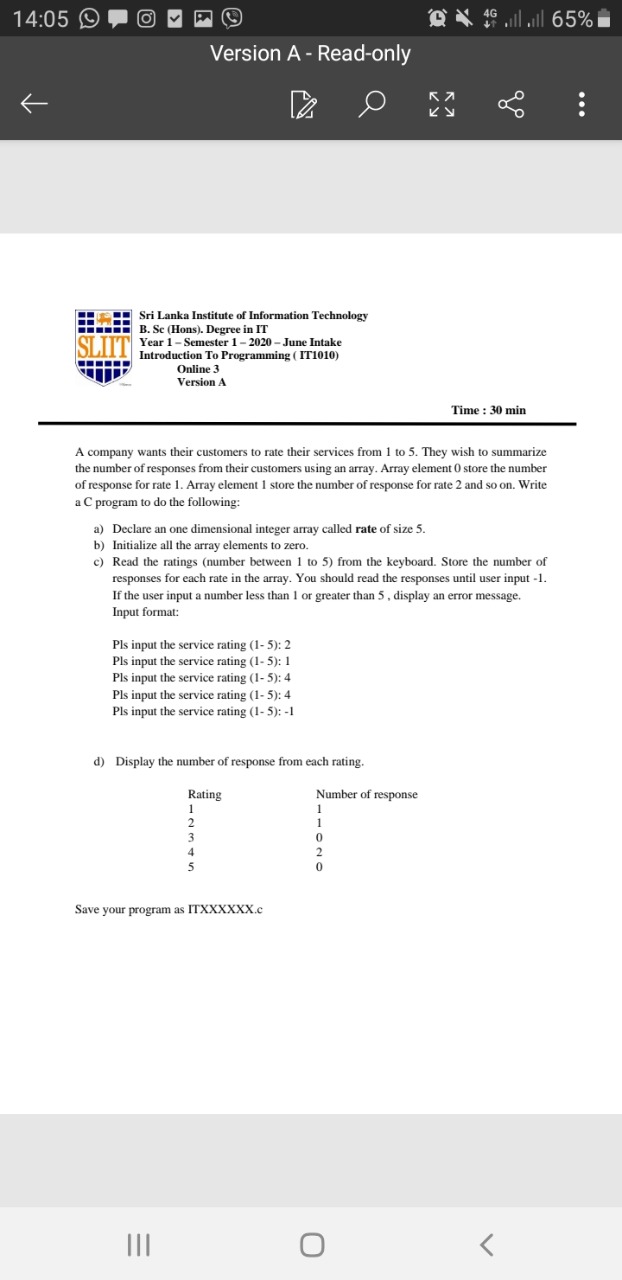 14:05 4G 65%
Version A - Read-only
SLIIT
Sri Lanka Institute of Information Technology
B. Sc (Hons). Degree in IT
Year 1 – Semester 1 – 2020 – June Intake
Introduction To Programming ( IT1010)
Online 3
Version A
Time : 30 min
A company wants their customers to rate their services from 1 to 5. They wish to summarize
the number of responses from their customers using an array. Array element 0 store the number
of response for rate 1. Array element 1 store the number of response for rate 2 and so on. Write
a C program to do the following:
a) Declare an one dimensional integer array called rate of size 5.
b) Initialize all the array elements to zero.
c) Read the ratings (number between 1 to 5) from the keyboard. Store the number of
responses for each rate in the array. You should read the responses until user input -1.
If the user input a number less than 1 or greater than 5 , display an error message.
Input format:
Pls input the service rating (1- 5): 2
Pls input the service rating (1- 5): 1
Pls input the service rating (1- 5): 4
Pls input the service rating (1- 5): 4
Pls input the service rating (1- 5): -1
d) Display the number of response from each rating.
Rating Number of response
1 1
2 1
3 0
4 2
5 0
Save your program as ITXXXXXX.c